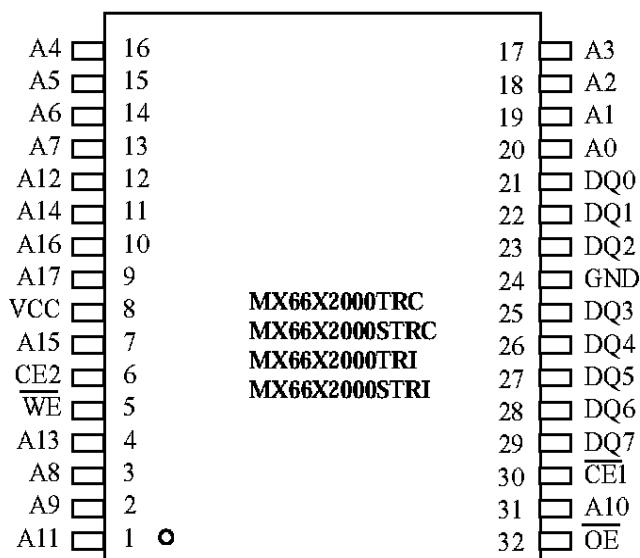 A4 16 17 A3
A5 15 18 A2
A6 14 19 A1
A7 13 20 A0
A12 12 21 DQ0
A14 11 22 DQ1
A16 10 23 DQ2
A17 9 24 GND
VCC 8 MX66X2000TRC 25 DQ3
A15 7 MX66X2000STRC 26 DQ4
CE2 6 MX66X2000TRI 27 DQ5
W̅E̅ 5 MX66X2000STRI 28 DQ6
A13 4 29 DQ7
A8 3 30 C̅E̅1̅
A9 2 31 A10
A11 1 32 O̅E̅